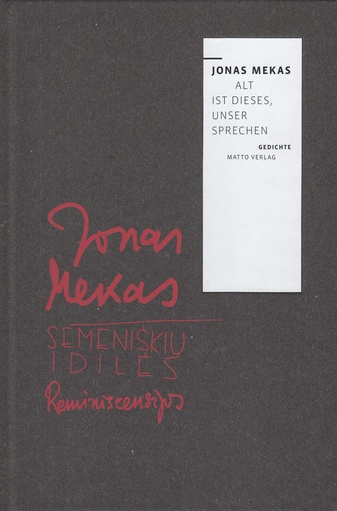 JONAS MEKAS
ALT
IST DIESES,
UNSER
SPRECHEN
GEDICHTE
MATTO VERLAG
Jonas
Mekas
SEMENIŠKIŲ
IDILĖS
Reminiscensijos